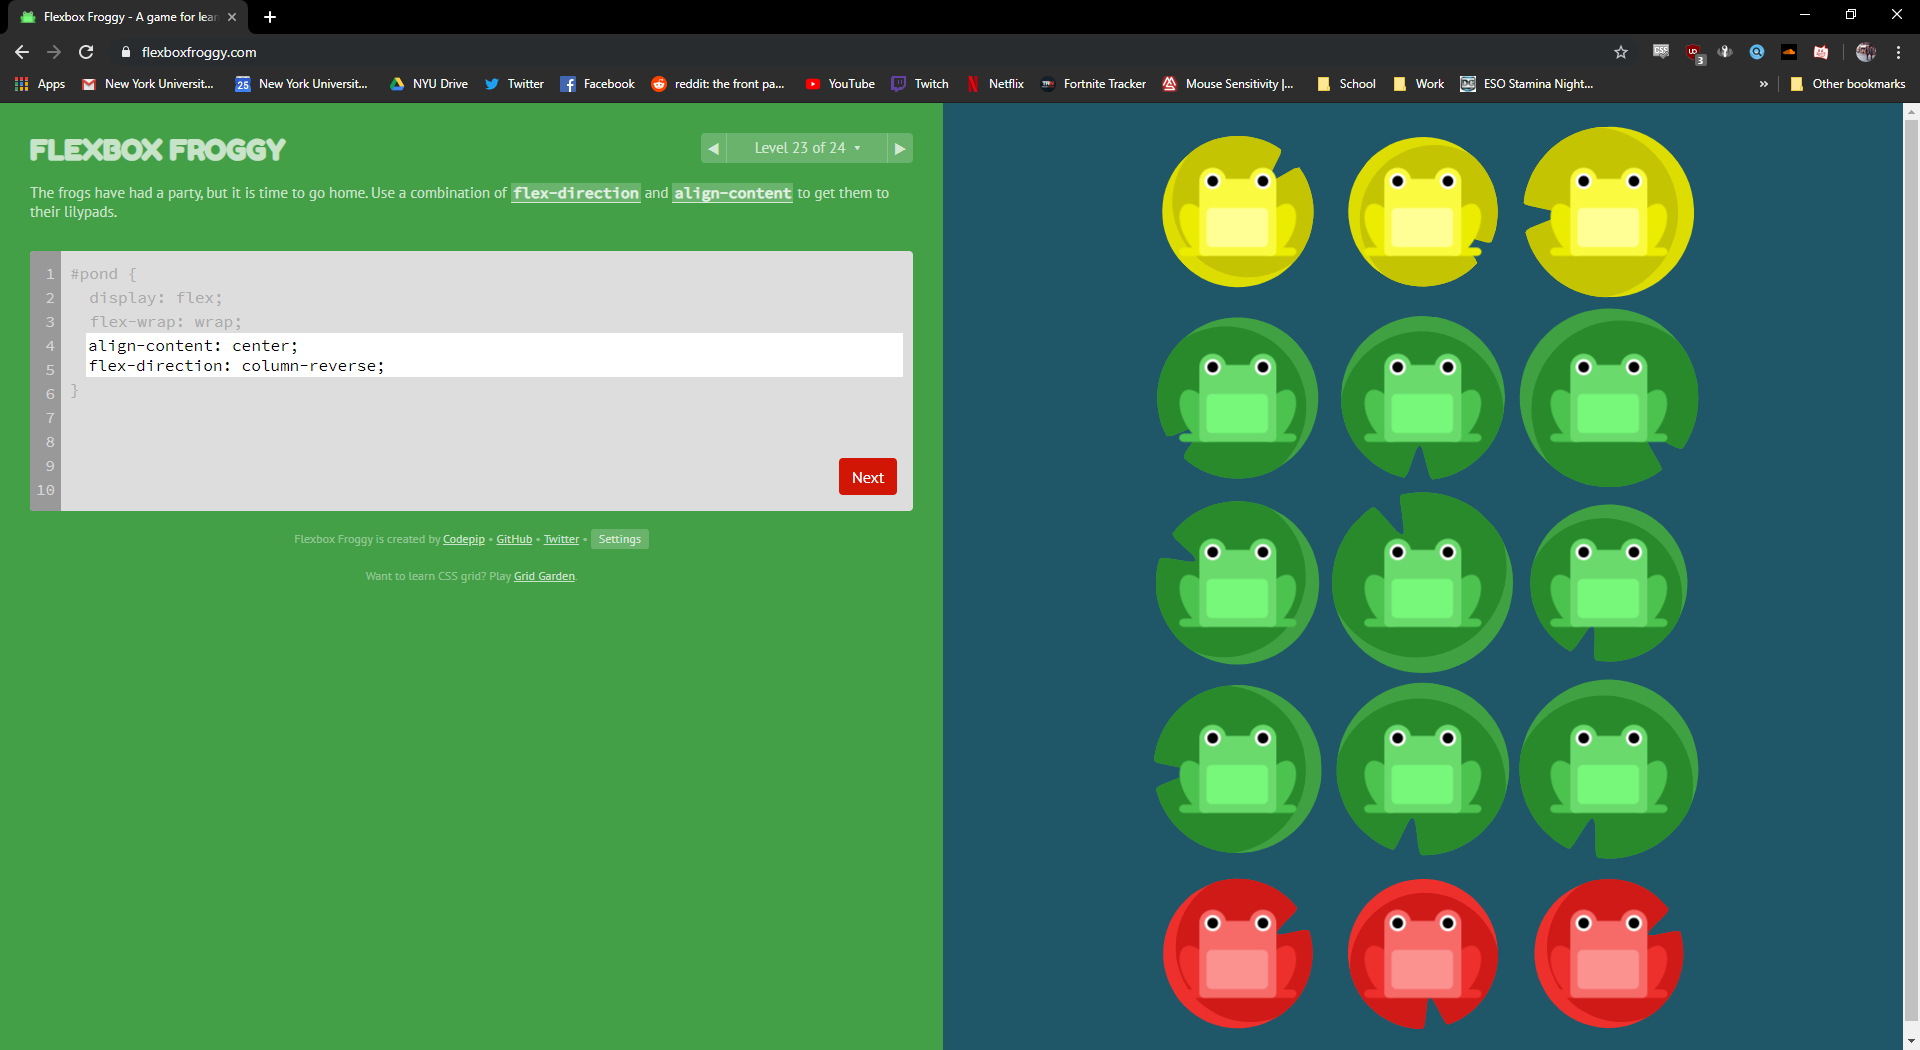 Flexbox Froggy - A game for lear
flexboxfroggy.com
CSS
UO
3
Apps
New York Universit...
25
New York Universit...
NYU Drive
Twitter
Facebook
reddit: the front pa...
YouTube
Twitch
Netflix
Fortnite Tracker
Mouse Sensitivity |...
School
Work
ESO Stamina Night...
»
Other bookmarks
FLEXBOX FROGGY
◀ Level 23 of 24 ▾ ▶
The frogs have had a party, but it is time to go home. Use a combination of flex-direction and align-content to get them to
their lilypads.
1 #pond {
2 display: flex;
3 flex-wrap: wrap;
4 align-content: center;
5 flex-direction: column-reverse;
6 }
7
8
9
10
Next
Flexbox Froggy is created by Codepip • GitHub • Twitter • Settings
Want to learn CSS grid? Play Grid Garden.